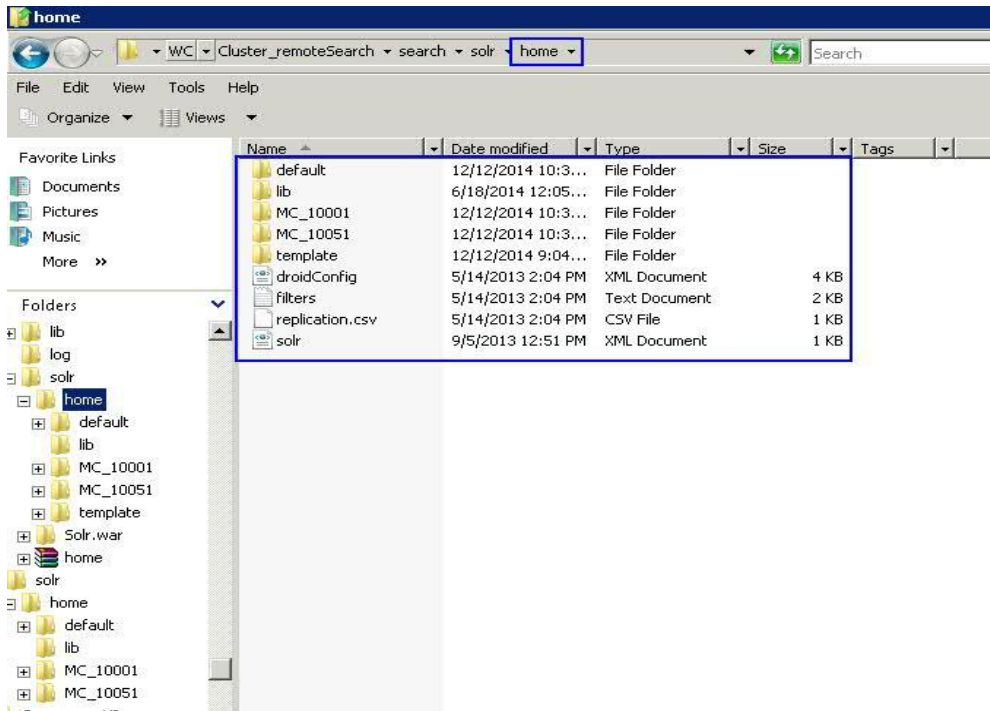 home
WC Cluster_remoteSearch search solr home Search
File Edit View Tools Help
Organize Views
Favorite Links
Documents
Pictures
Music
More >>
Folders
lib
log
solr
home
default
lib
MC_10001
MC_10051
template
Solr.war
home
solr
home
default
lib
MC_10001
MC_10051
Name Date modified Type Size Tags
default 12/12/2014 10:3... File Folder
lib 6/18/2014 12:05... File Folder
MC_10001 12/12/2014 10:3... File Folder
MC_10051 12/12/2014 10:3... File Folder
template 12/12/2014 9:04... File Folder
droidConfig 5/14/2013 2:04 PM XML Document 4 KB
filters 5/14/2013 2:04 PM Text Document 2 KB
replication.csv 5/14/2013 2:04 PM CSV File 1 KB
solr 9/5/2013 12:51 PM XML Document 1 KB